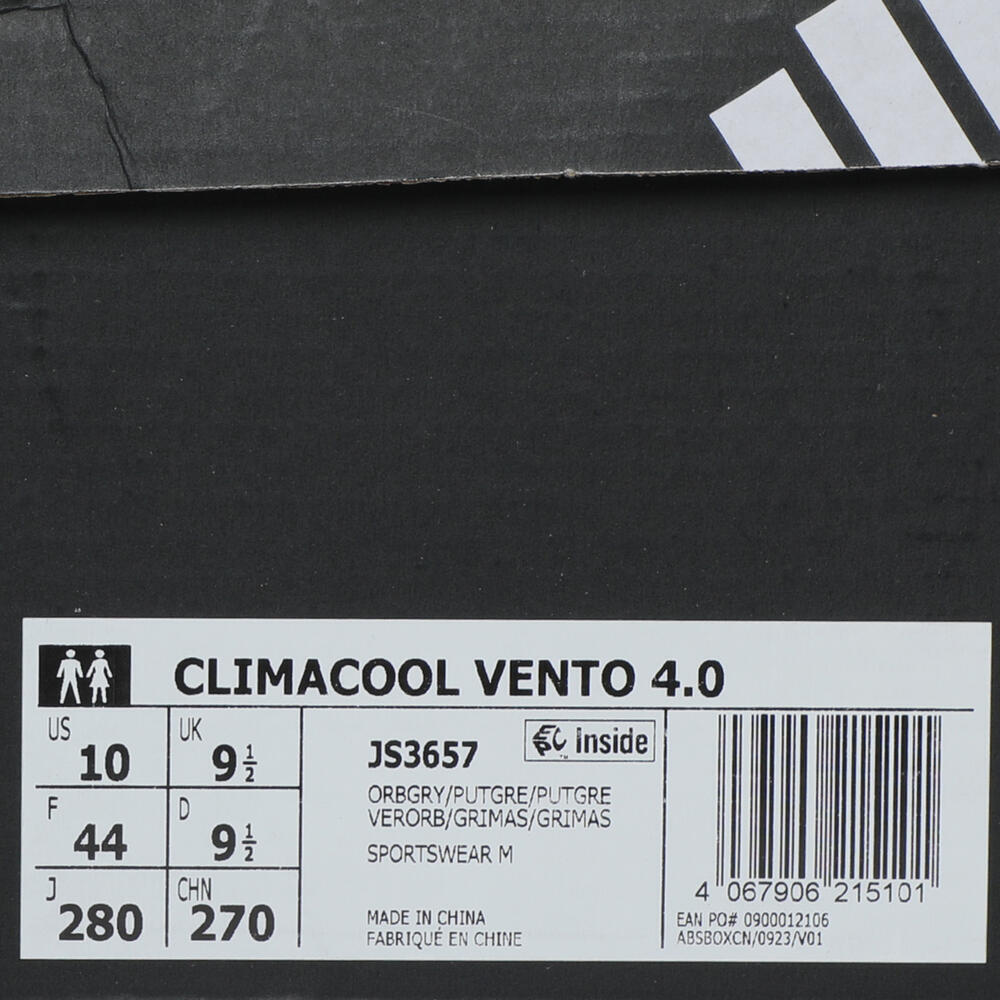 CLIMACOOL VENTO 4.0
US 10
UK 9 1/2
F 44
D 9 1/2
J 280
CHN 270
JS3657
Inside
ORBGRY/PUTGRE/PUTGRE
VERORB/GRIMAS/GRIMAS
SPORTSWEAR M
MADE IN CHINA
FABRIQUÉ EN CHINE
4 067906 215101
EAN PO# 0900012106
ABSBOXCN/0923/V01